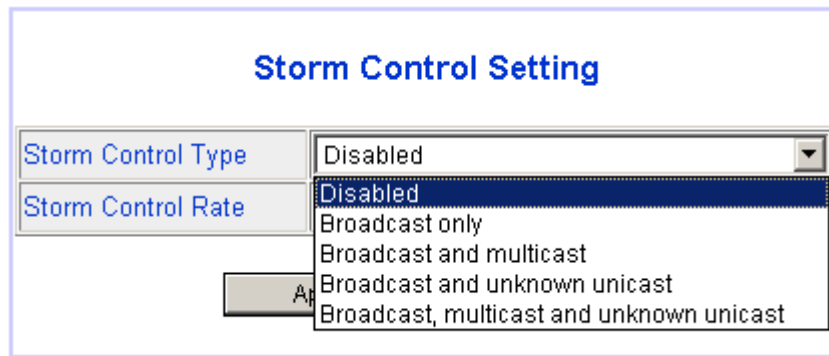 Storm Control Setting
Storm Control Type
Disabled
Storm Control Rate
Disabled
Broadcast only
Broadcast and multicast
Broadcast and unknown unicast
Broadcast, multicast and unknown unicast